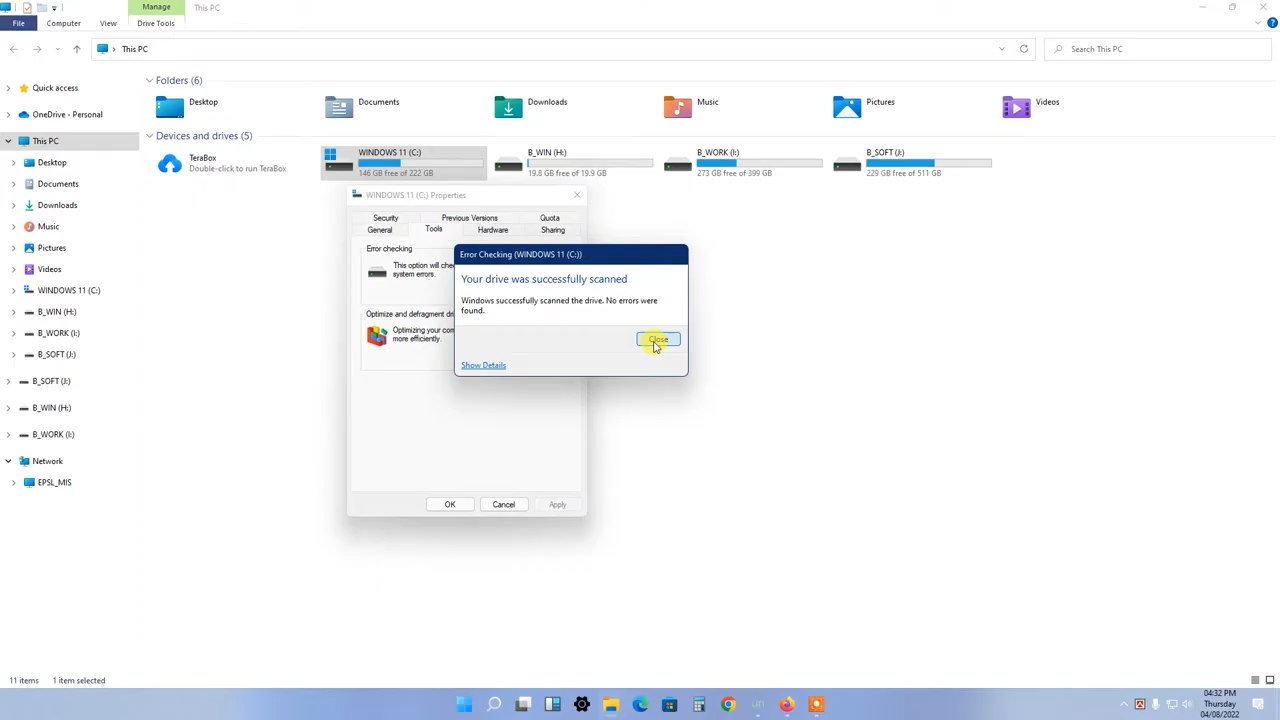 Manage
This PC
File
Computer
View
Drive Tools
This PC
Search This PC
Quick access
OneDrive - Personal
This PC
Desktop
Documents
Downloads
Music
Pictures
Videos
WINDOWS 11 (C:)
B_WIN (H:)
B_WORK (I:)
B_SOFT (J:)
B_SOFT (J:)
B_WIN (H:)
B_WORK (I:)
Network
EPSL_MIS
Folders (6)
Desktop
Documents
Downloads
Music
Pictures
Videos
Devices and drives (5)
TeraBox
Double-click to run TeraBox
WINDOWS 11 (C:)
146 GB free of 222 GB
B_WIN (H:)
19.8 GB free of 19.9 GB
B_WORK (I:)
273 GB free of 399 GB
B_SOFT (J:)
229 GB free of 511 GB
WINDOWS 11 (C:) Properties
Security
Previous Versions
Quota
General
Tools
Hardware
Sharing
Error checking
This option will che
system errors.
Optimize and defragment dri
Optimizing your com
more efficiently.
OK
Cancel
Apply
Error Checking (WINDOWS 11 (C:))
Your drive was successfully scanned
Windows successfully scanned the drive. No errors were
found.
Close
Show Details
11 items
1 item selected
04:32 PM
Thursday
04/08/2022